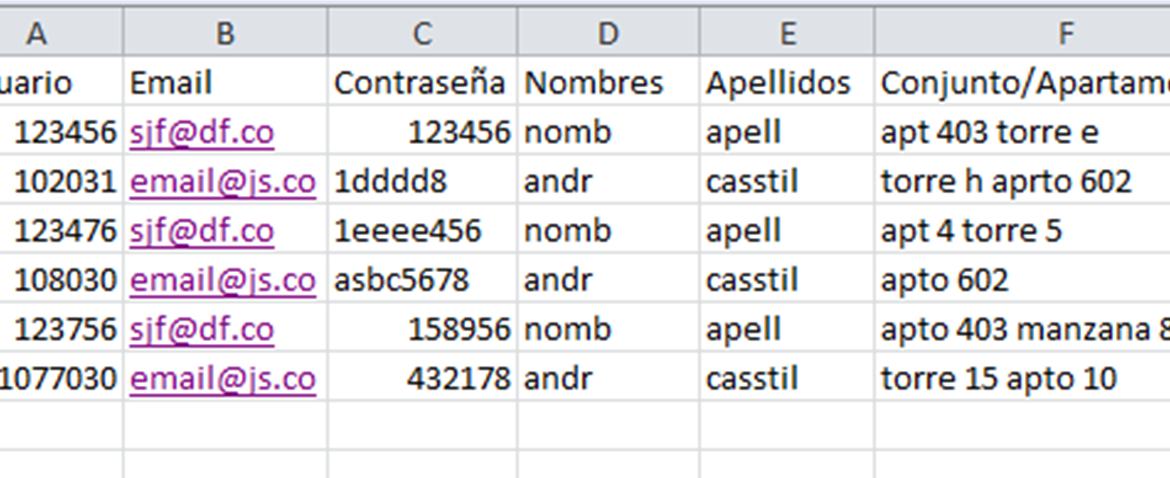 A B C D E F
uario Email Contraseña Nombres Apellidos Conjunto/Apartam
123456 sjf@df.co 123456 nomb apell apt 403 torre e
102031 email@js.co 1dddd8 andr casstil torre h aprto 602
123476 sjf@df.co 1eeee456 nomb apell apt 4 torre 5
108030 email@js.co asbc5678 andr casstil apto 602
123756 sjf@df.co 158956 nomb apell apto 403 manzana 8
1077030 email@js.co 432178 andr casstil torre 15 apto 10